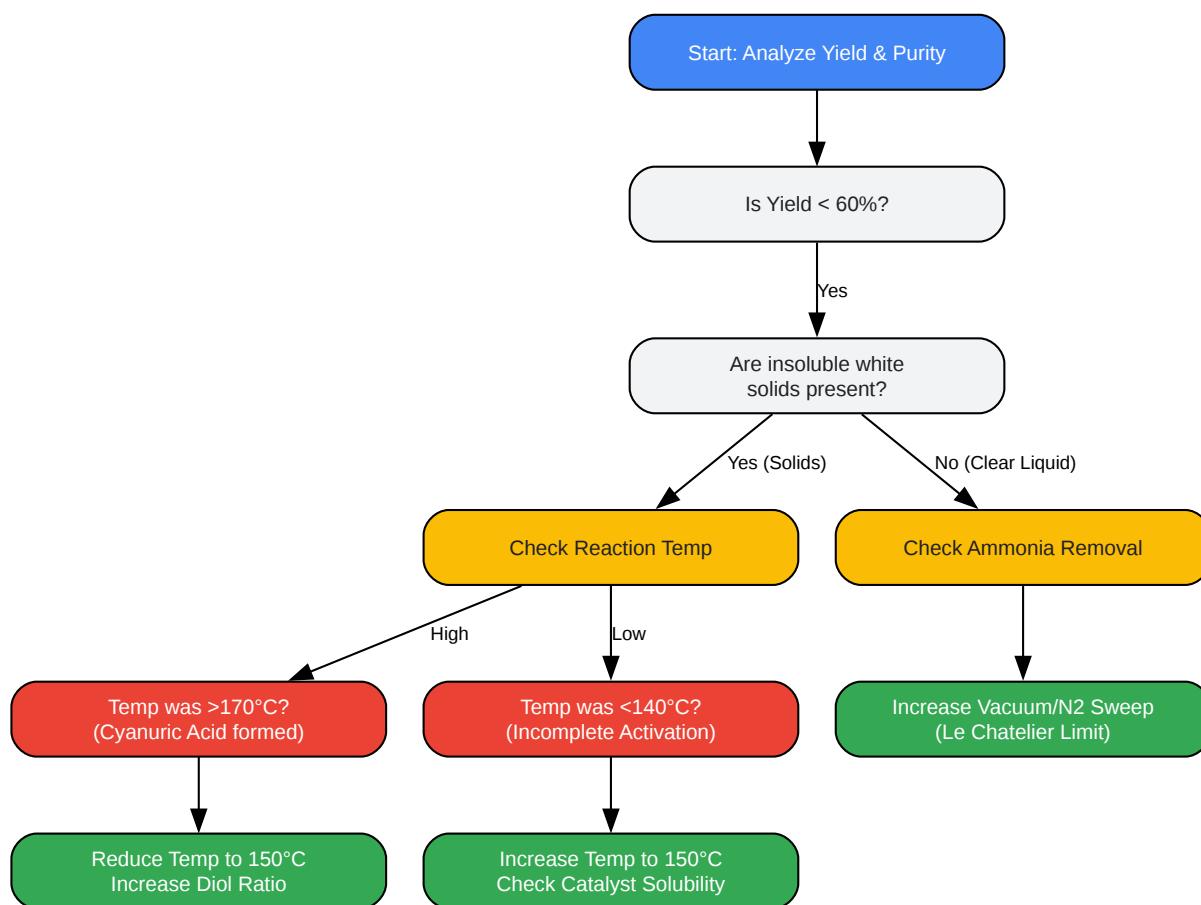 Start: Analyze Yield & Purity
Is Yield < 60%?
Yes
Are insoluble white
solids present?
Yes (Solids)
No (Clear Liquid)
Check Reaction Temp
Check Ammonia Removal
High
Low
Temp was >170°C?
(Cyanuric Acid formed)
Temp was <140°C?
(Incomplete Activation)
Increase Vacuum/N2 Sweep
(Le Chatelier Limit)
Reduce Temp to 150°C
Increase Diol Ratio
Increase Temp to 150°C
Check Catalyst Solubility